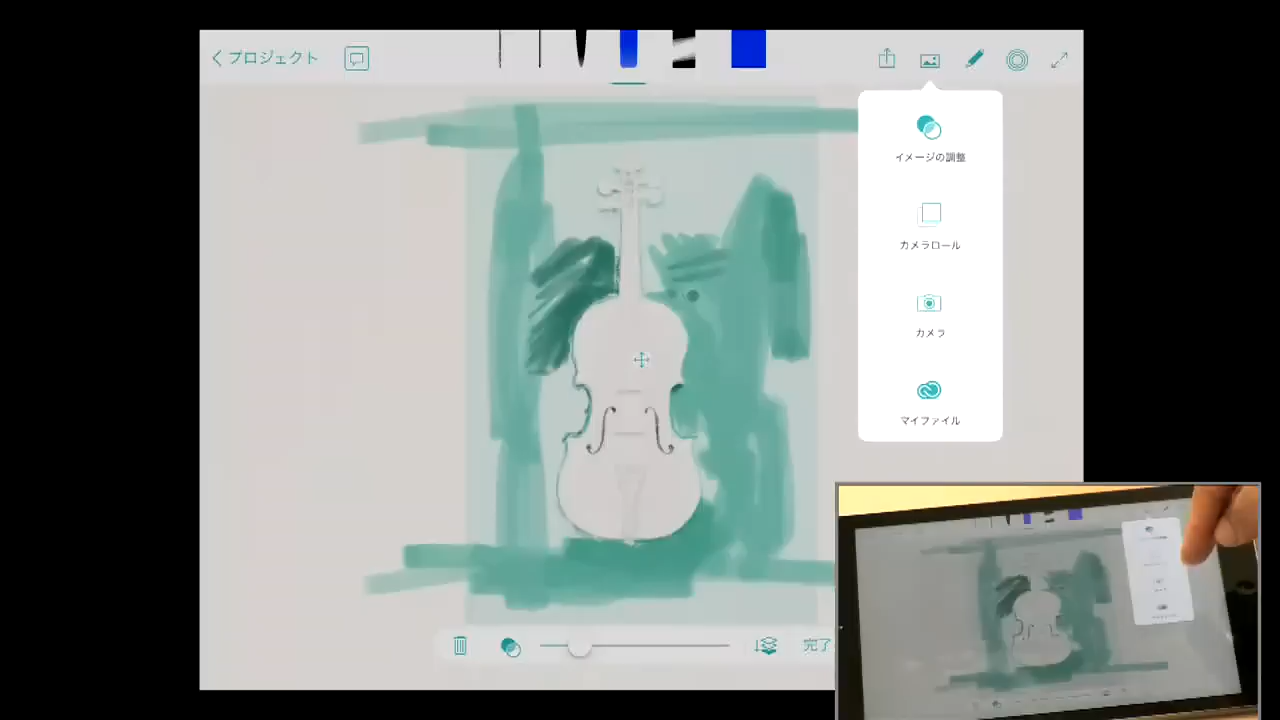 プロジェクト
イメージの調整
カメラロール
カメラ
マイファイル
完了